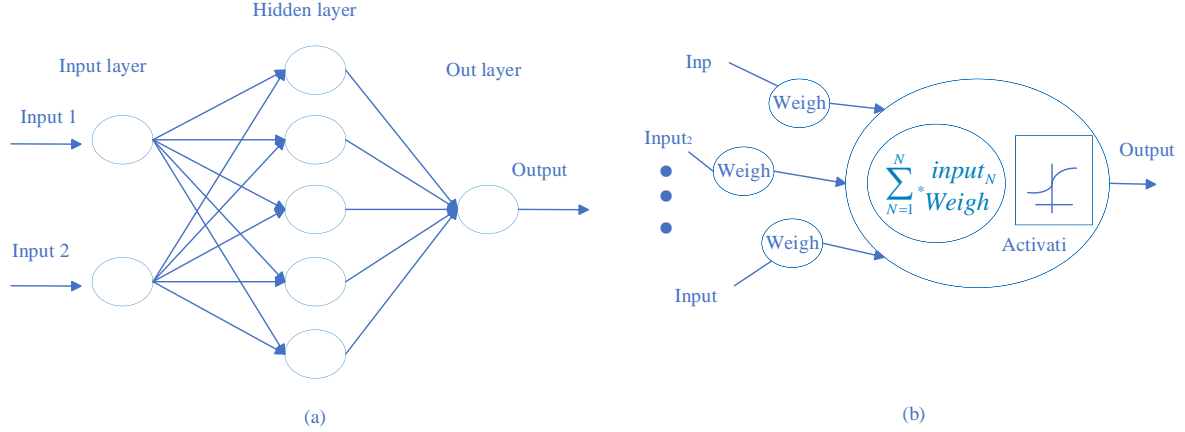 Hidden layer
Input layer
Out layer
Input 1
Output
Input 2
(a)
Inp
Weigh
Input2
Weigh
Weigh
Input
N
∑ input_N
N=1 *Weigh
Activati
Output
(b)